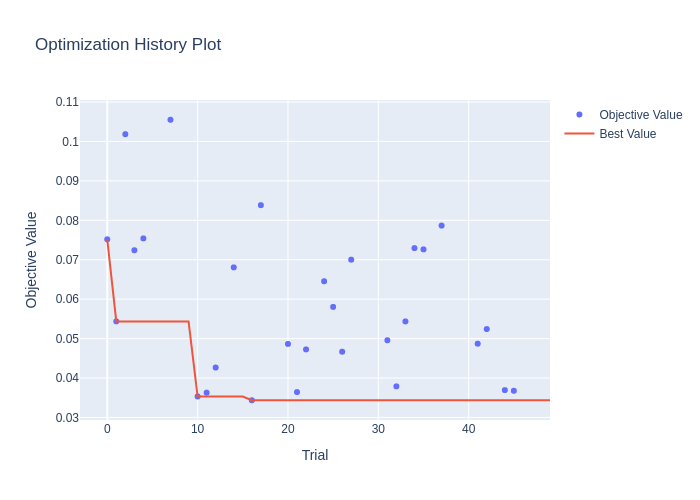 Optimization History Plot
0.11
0.1
0.09
0.08
0.07
0.06
0.05
0.04
0.03
Objective Value
0 10 20 30 40
Trial
Objective Value
Best Value